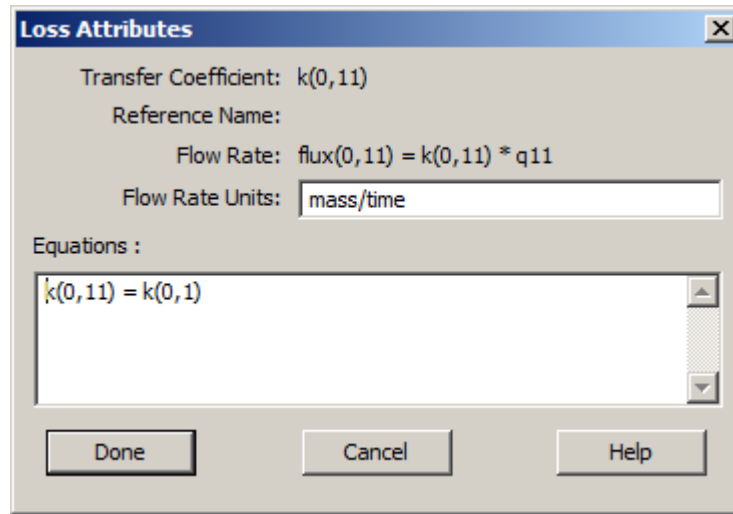 Loss Attributes
Transfer Coefficient: k(0,11)
Reference Name:
Flow Rate: flux(0,11) = k(0,11) * q11
Flow Rate Units: mass/time
Equations :
k(0,11) = k(0,1)
Done Cancel Help